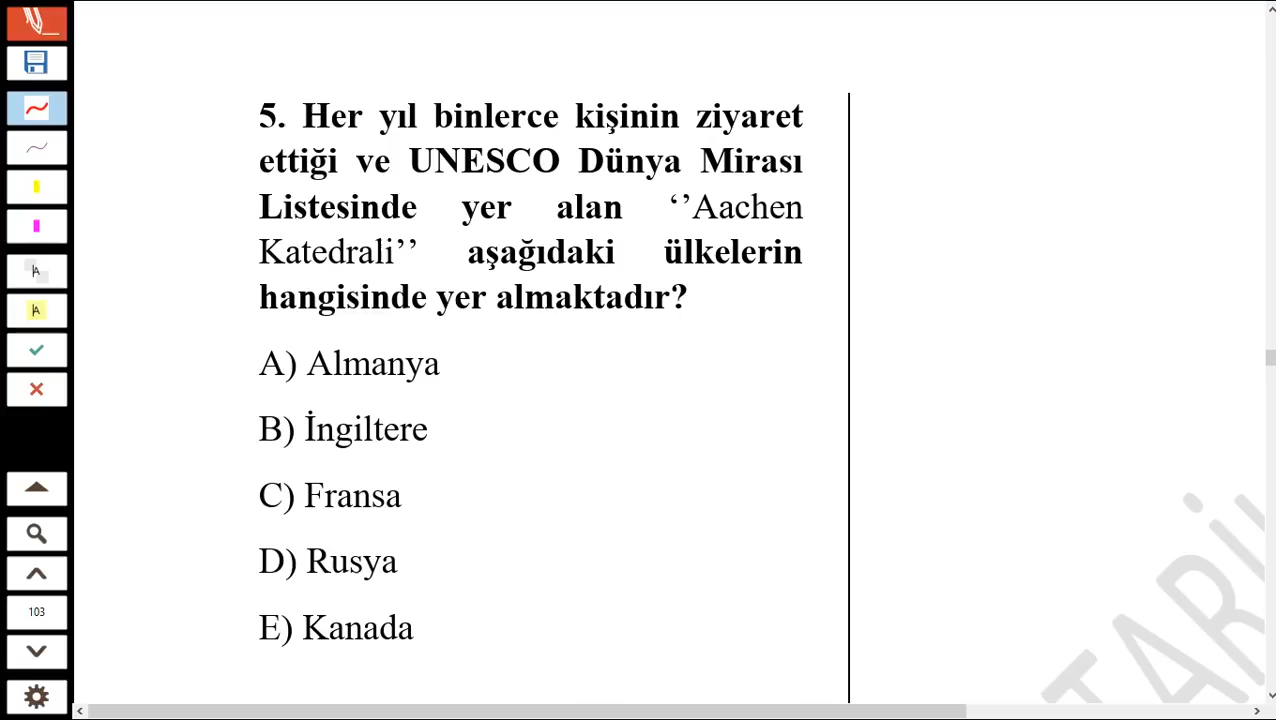 5. Her yıl binlerce kişinin ziyaret
ettiği ve UNESCO Dünya Mirası
Listesinde yer alan ‘’Aachen
Katedrali’’ aşağıdaki ülkelerin
hangisinde yer almaktadır?
A) Almanya
B) İngiltere
C) Fransa
D) Rusya
E) Kanada
A
A
103
TARİ